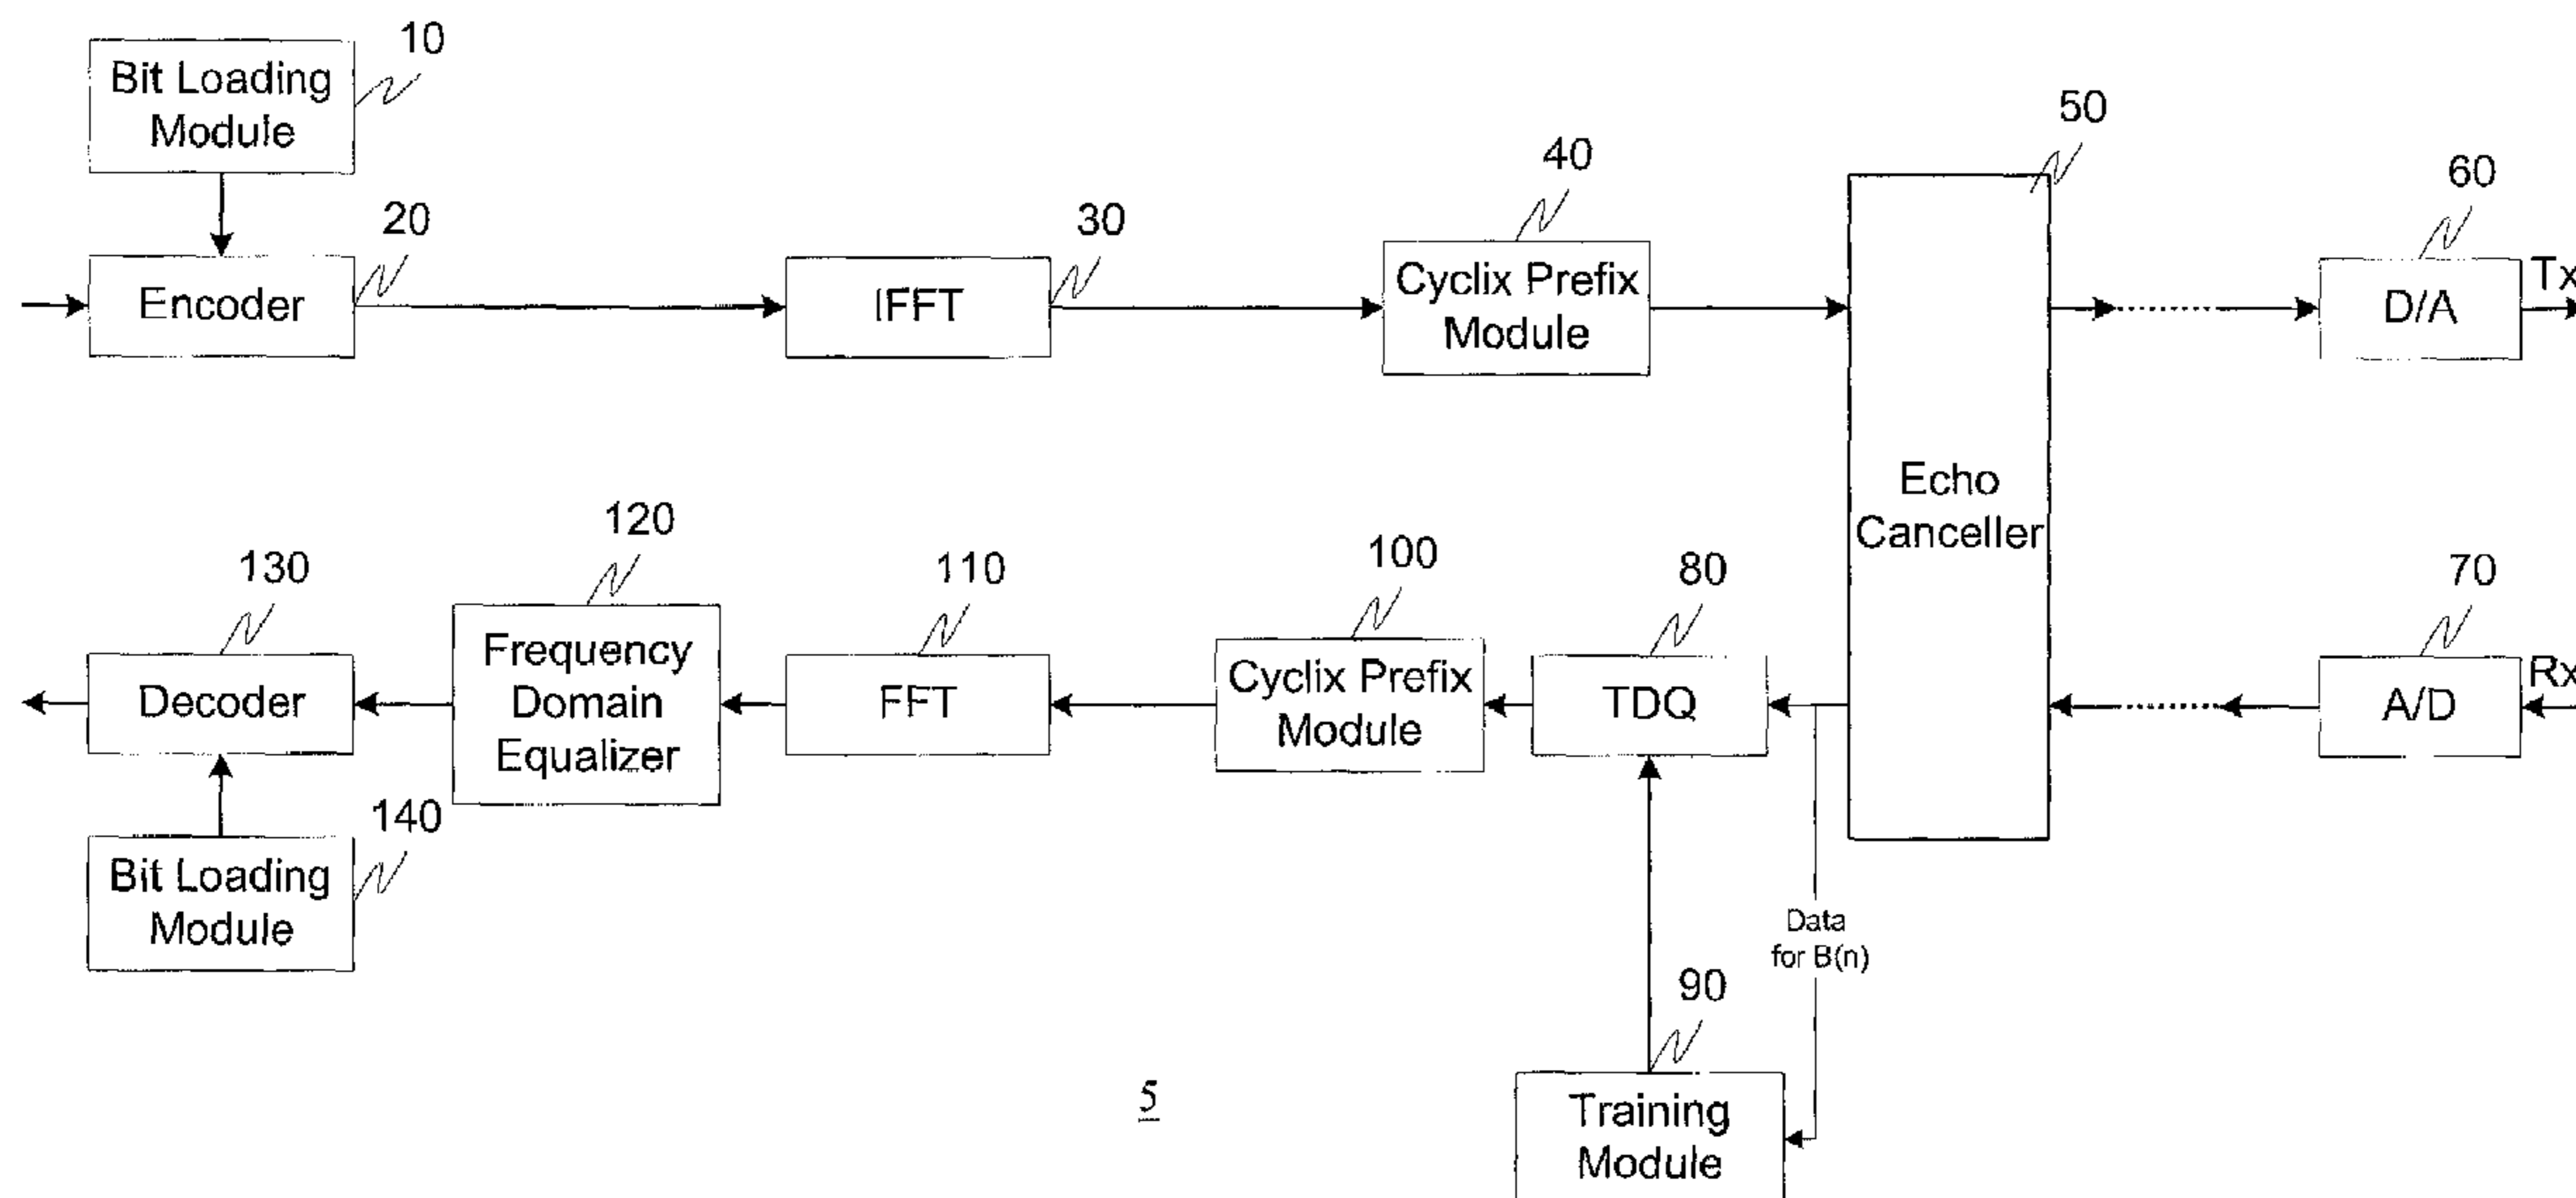 10
Bit Loading
Module
50
40
60
20
30
Encoder
IFFT
Cyclix Prefix
Module
D/A
Tx
Echo
Canceller
120
130
110
100
80
70
Decoder
Frequency
Domain
Equalizer
FFT
Cyclix Prefix
Module
TDQ
A/D
Rx
140
Bit Loading
Module
Data
for B(n)
90
5
Training
Module